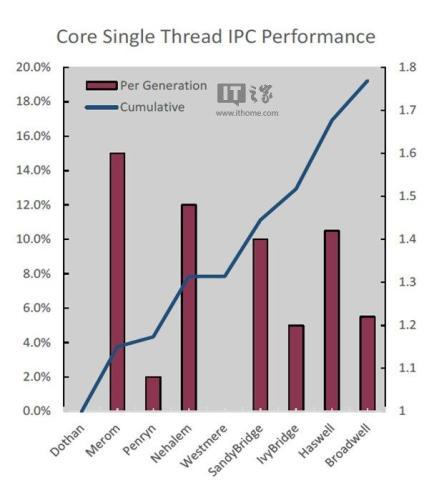 Core Single Thread IPC Performance
20.0%
18.0%
16.0%
14.0%
12.0%
10.0%
8.0%
6.0%
4.0%
2.0%
0.0%
Per Generation
Cumulative
IT之家
www.ithome.com
1.8
1.7
1.6
1.5
1.4
1.3
1.2
1.1
1
Dothan
Merom
Penryn
Nehalem
Westmere
SandyBridge
IvyBridge
Haswell
Broadwell